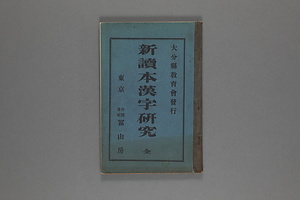 大分縣教育會發行
新讀本漢字研究 全
東京 冨山房